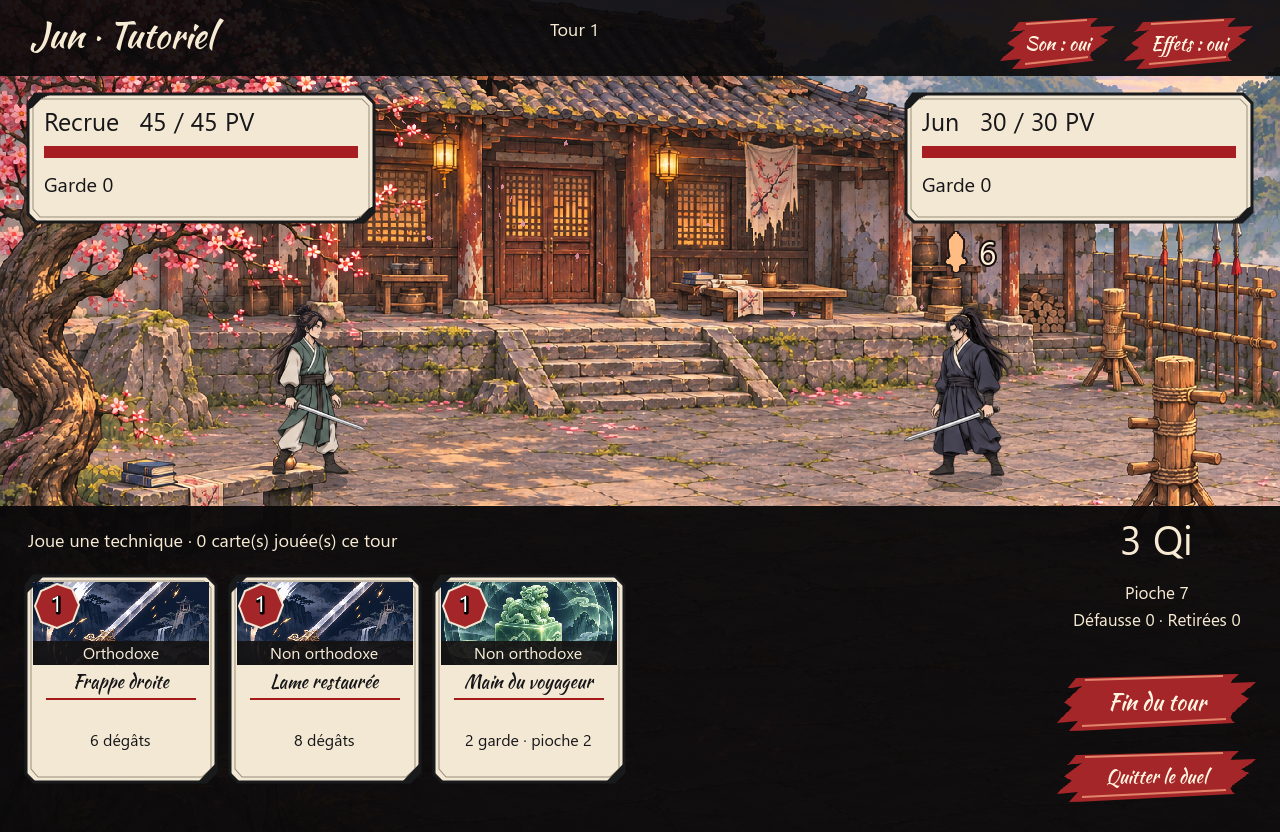 Jun · Tutoriel
Tour 1
Son : oui
Effets : oui
Recrue 45 / 45 PV
Garde 0
Jun 30 / 30 PV
Garde 0
6
Joue une technique · 0 carte(s) jouée(s) ce tour
3 Qi
Pioche 7
Défausse 0 · Retirées 0
1
Orthodoxe
Frappe droite
6 dégâts
1
Non orthodoxe
Lame restaurée
8 dégâts
1
Non orthodoxe
Main du voyageur
2 garde · pioche 2
Fin du tour
Quitter le duel